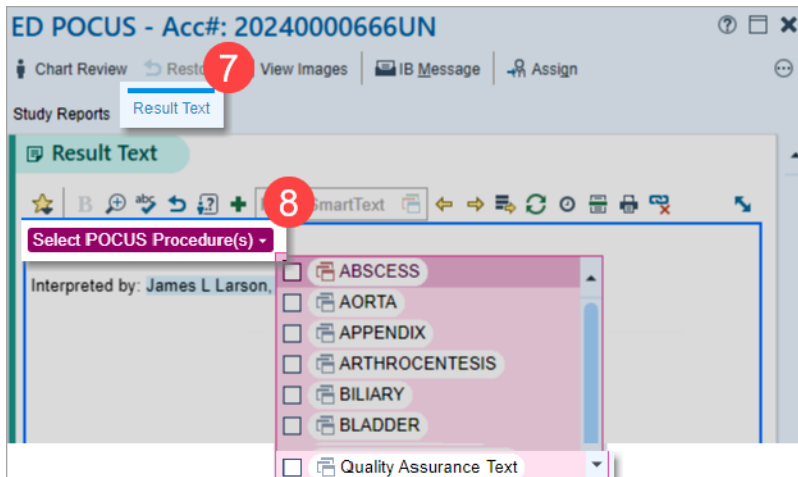 ED POCUS - Acc#: 20240000666UN
Chart Review Resto 7 View Images IB Message Assign
Study Reports Result Text
Result Text
8 SmartText
Select POCUS Procedure(s)
Interpreted by: James L Larson,
ABSCESS
AORTA
APPENDIX
ARTHROCENTESIS
BILIARY
BLADDER
Quality Assurance Text